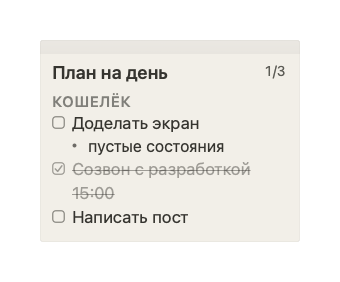 План на день 1/3
КОШЕЛЁК
Доделать экран
• пустые состояния
Созвон с разработкой
15:00
Написать пост